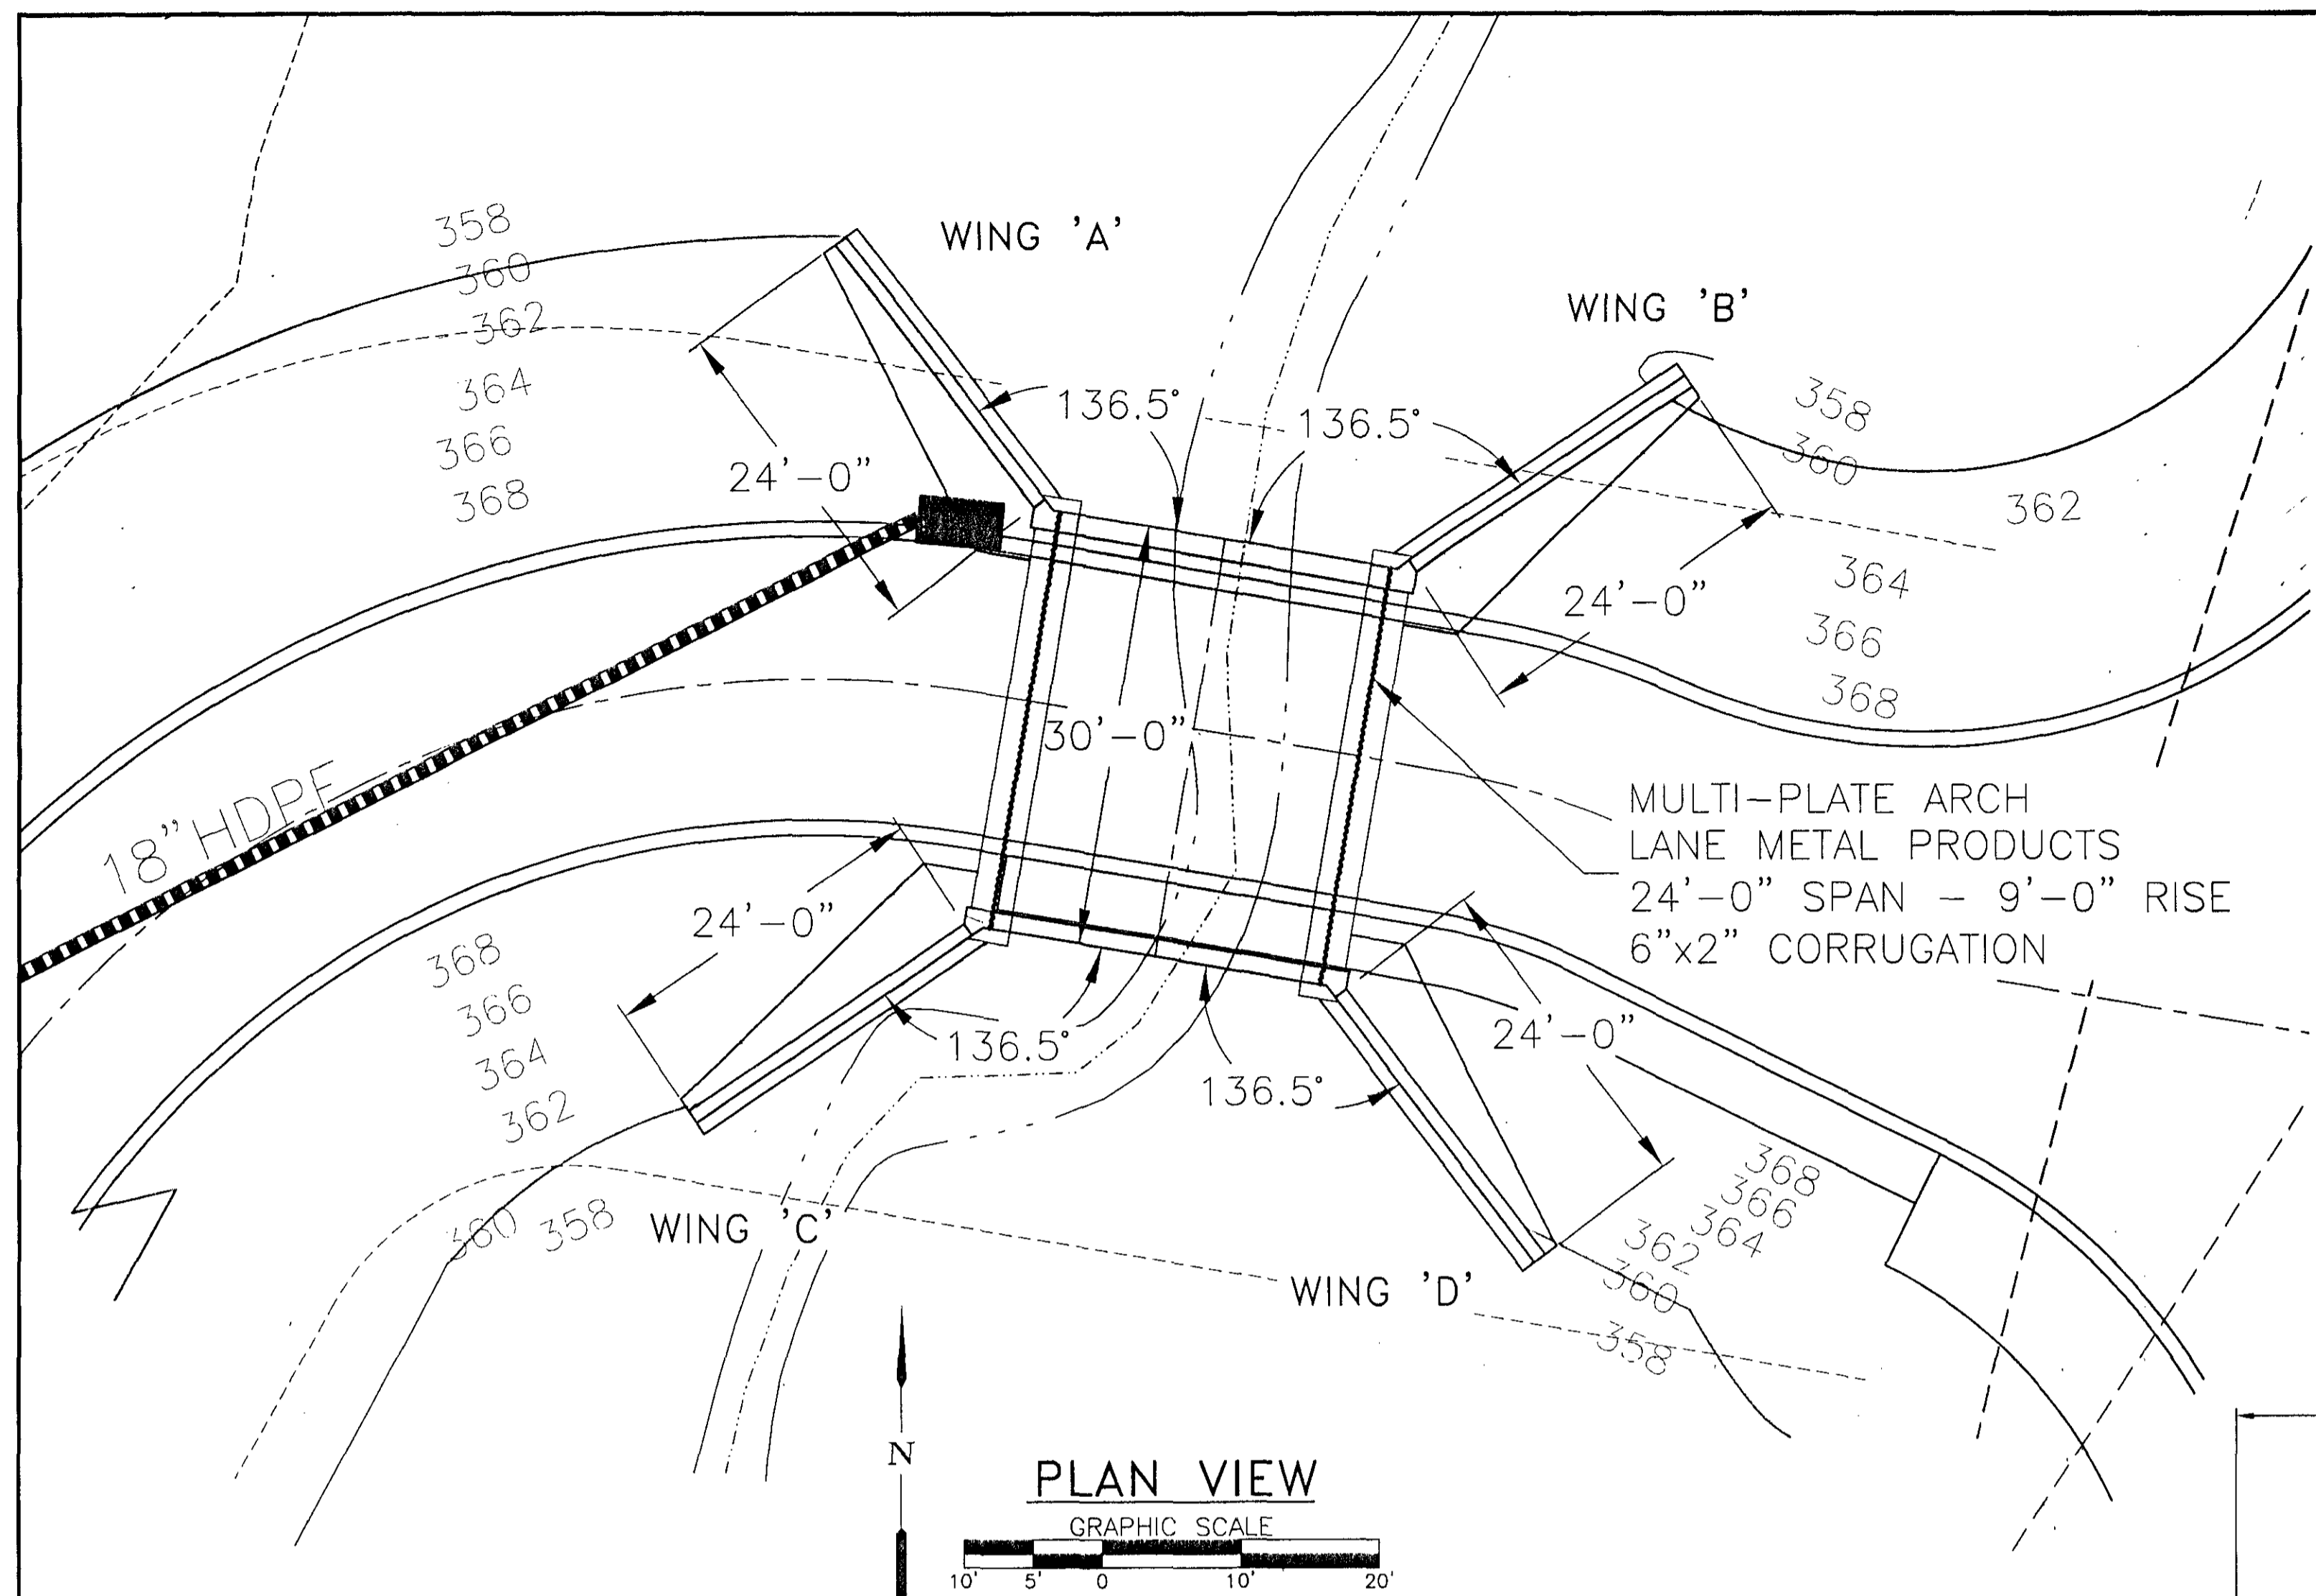 WING 'A'
WING 'B'
358
360
362
364
366
368
136.5°
136.5°
24'-0"
358
360
362
364
366
368
24'-0"
30'-0"
18" HDPE
MULTI-PLATE ARCH
LANE METAL PRODUCTS
24'-0" SPAN - 9'-0" RISE
6"x2" CORRUGATION
24'-0"
368
366
364
362
360
358
136.5°
136.5°
24'-0"
WING 'C'
WING 'D'
368
366
364
362
360
358
N
PLAN VIEW
GRAPHIC SCALE
10' 5' 0 10' 20'